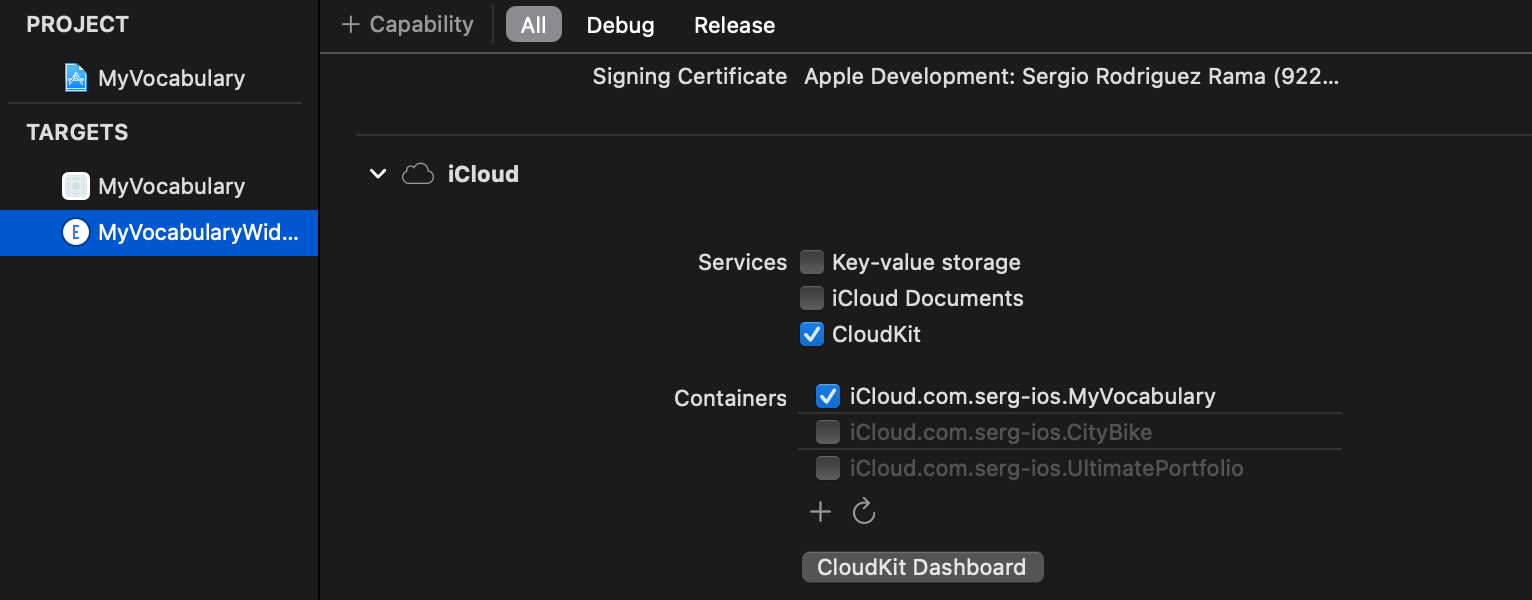 PROJECT
MyVocabulary
TARGETS
MyVocabulary
E MyVocabularyWid...
+ Capability All Debug Release
Signing Certificate Apple Development: Sergio Rodriguez Rama (922...
iCloud
Services Key-value storage
iCloud Documents
CloudKit
Containers iCloud.com.serg-ios.MyVocabulary
iCloud.com.serg-ios.CityBike
iCloud.com.serg-ios.UltimatePortfolio
+
CloudKit Dashboard